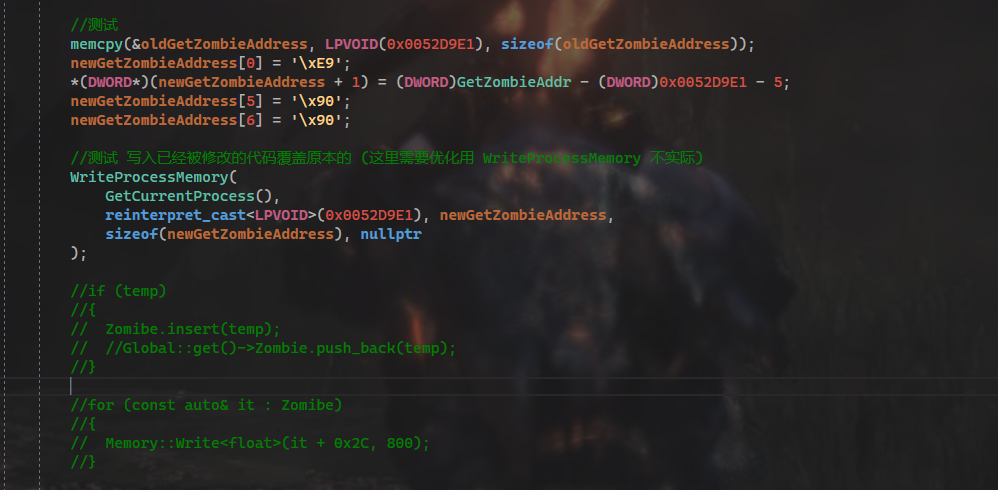 //测试
memcpy(&oldGetZombieAddress, LPVOID(0x0052D9E1), sizeof(oldGetZombieAddress));
newGetZombieAddress[0] = '\xE9';
*(DWORD*)(newGetZombieAddress + 1) = (DWORD)GetZombieAddr - (DWORD)0x0052D9E1 - 5;
newGetZombieAddress[5] = '\x90';
newGetZombieAddress[6] = '\x90';
//测试 写入已经被修改的代码覆盖原本的 (这里需要优化用 WriteProcessMemory 不实际)
WriteProcessMemory(
GetCurrentProcess(),
reinterpret_cast<LPVOID>(0x0052D9E1), newGetZombieAddress,
sizeof(newGetZombieAddress), nullptr
);
//if (temp)
//{
//  Zomibe.insert(temp);
//  //Global::get()->Zombie.push_back(temp);
//}
//for (const auto& it : Zomibe)
//{
//  Memory::Write<float>(it + 0x2C, 800);
//}